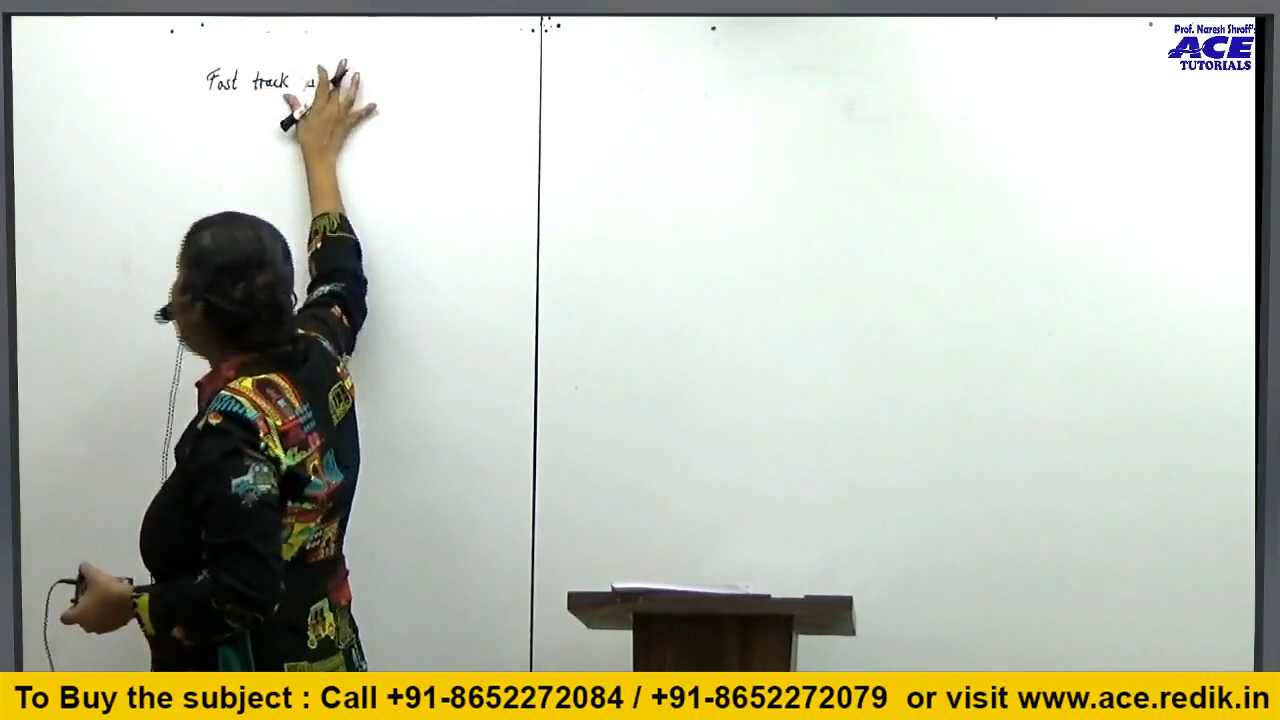 Prof. Naresh Shroff's
ACE
TUTORIALS
Fast track
To Buy the subject : Call +91-8652272084 / +91-8652272079 or visit www.ace.redik.in